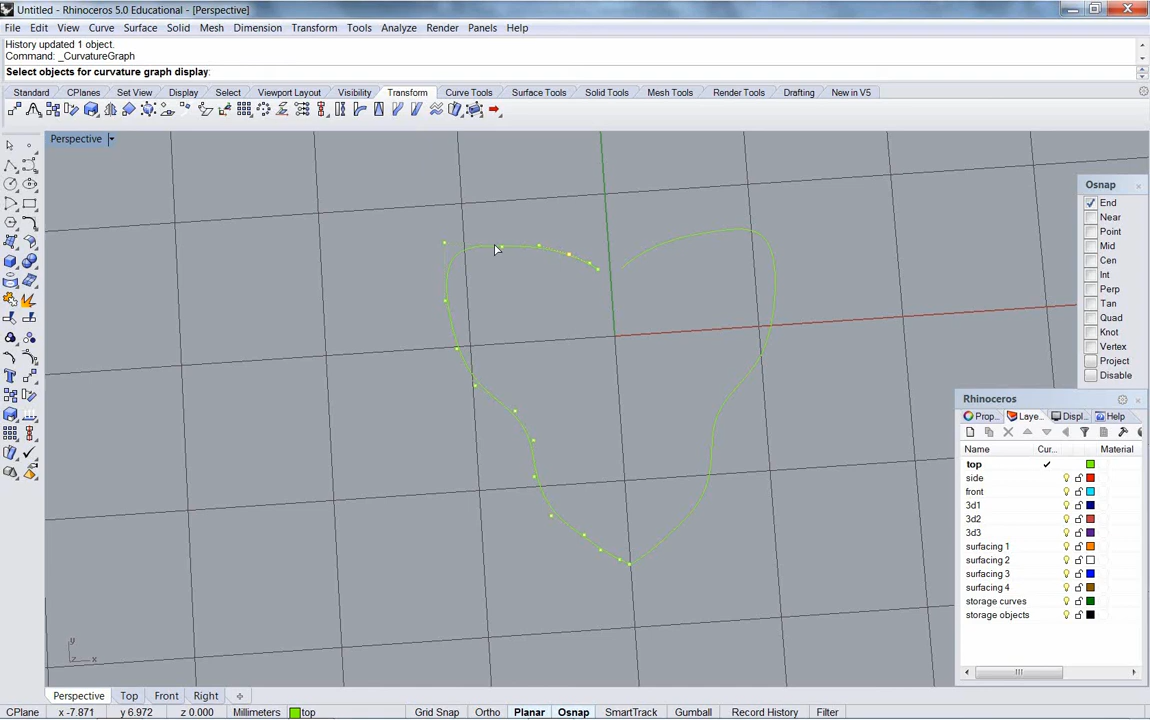 Untitled - Rhinoceros 5.0 Educational - [Perspective]
File Edit View Curve Surface Solid Mesh Dimension Transform Tools Analyze Render Panels Help
History updated 1 object.
Command: _CurvatureGraph
Select objects for curvature graph display:
Standard CPlanes Set View Display Select Viewport Layout Visibility Transform Curve Tools Surface Tools Solid Tools Mesh Tools Render Tools Drafting New in V5
Perspective
Osnap
End
Near
Point
Mid
Cen
Int
Perp
Tan
Quad
Knot
Vertex
Project
Disable
Rhinoceros
Prop... Laye... Displ... Help
Name Cur... Material
top
side
front
3d1
3d2
3d3
surfacing 1
surfacing 2
surfacing 3
surfacing 4
storage curves
storage objects
y
z x
Perspective Top Front Right
CPlane x -7.871 y 6.972 z 0.000 Millimeters top Grid Snap Ortho Planar Osnap SmartTrack Gumball Record History Filter